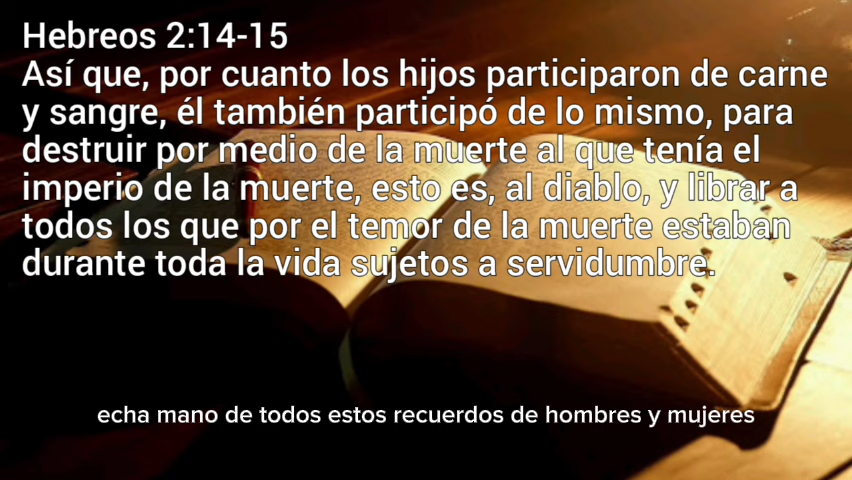 Hebreos 2:14-15
Así que, por cuanto los hijos participaron de carne
y sangre, él también participó de lo mismo, para
destruir por medio de la muerte al que tenía el
imperio de la muerte, esto es, al diablo, y librar a
todos los que por el temor de la muerte estaban
durante toda la vida sujetos a servidumbre.
echa mano de todos estos recuerdos de hombres y mujeres